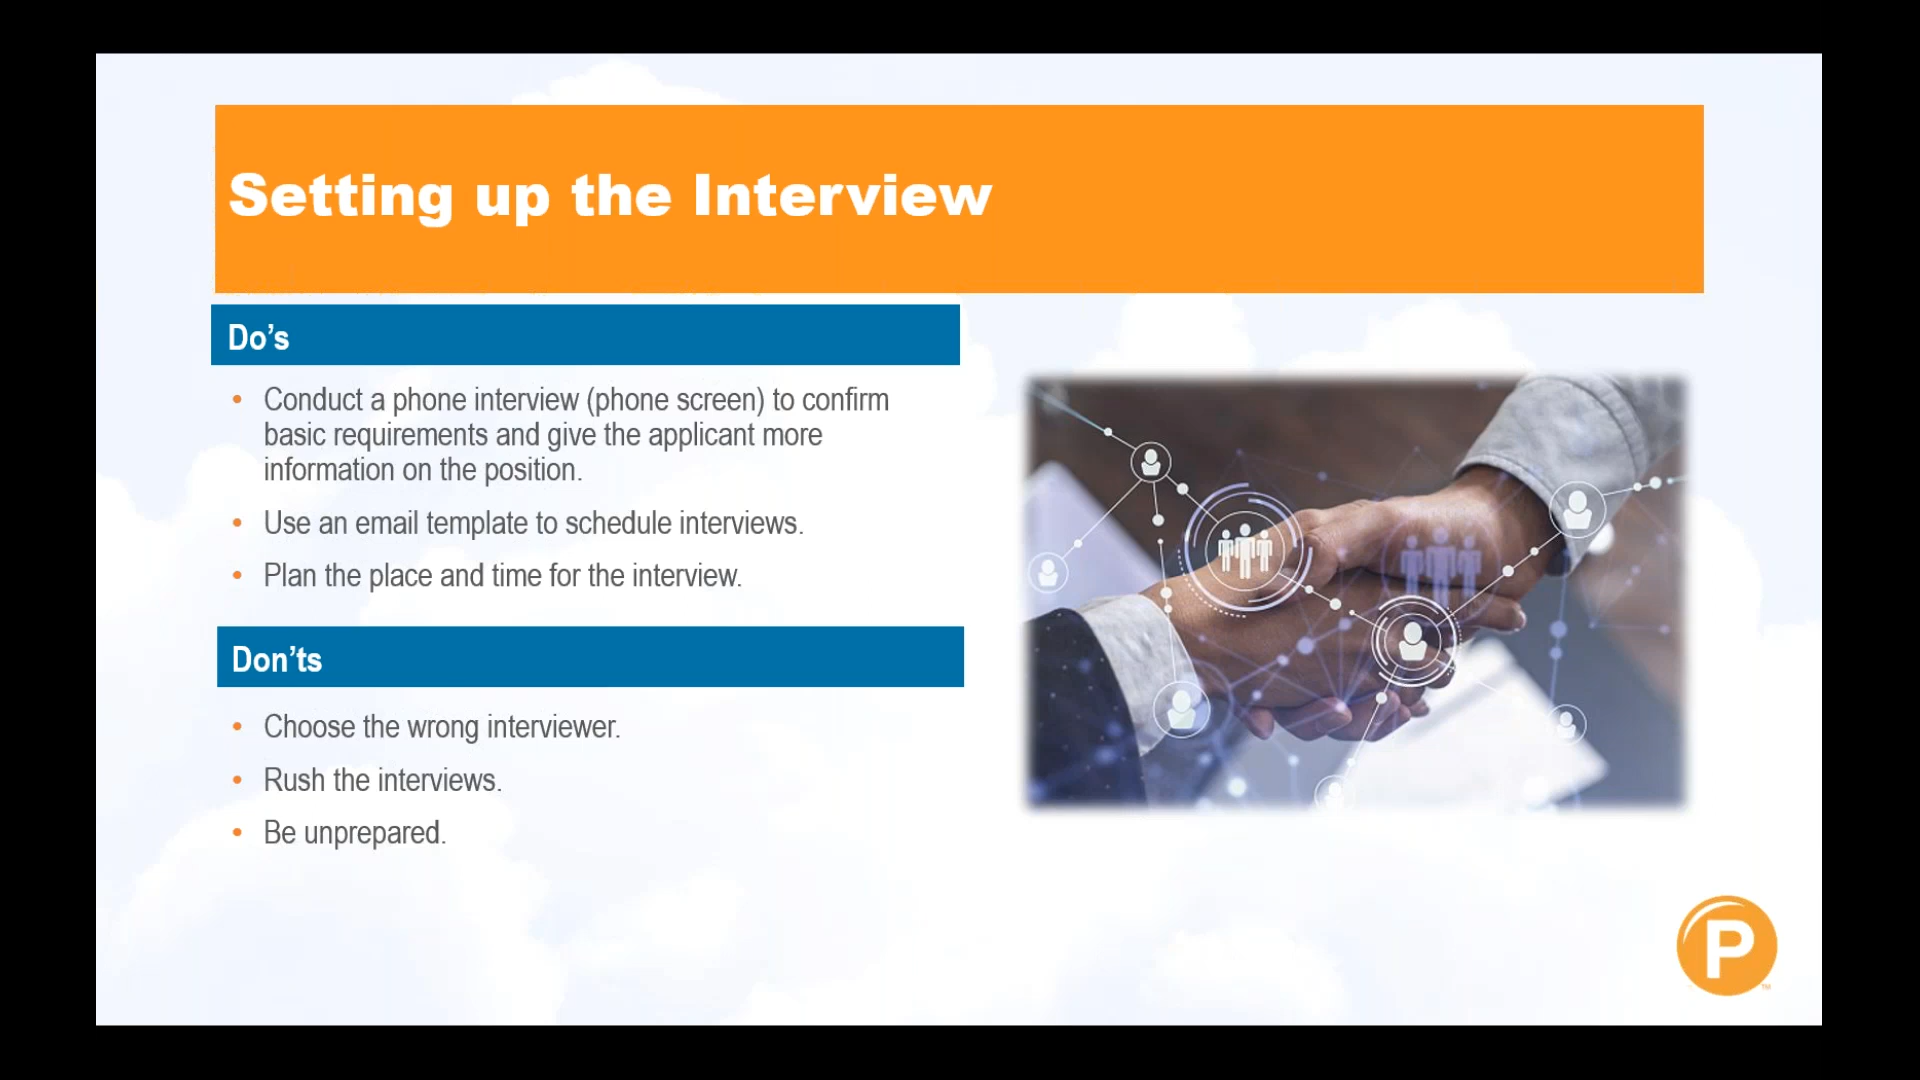 Setting up the Interview
Do’s
• Conduct a phone interview (phone screen) to confirm
basic requirements and give the applicant more
information on the position.
• Use an email template to schedule interviews.
• Plan the place and time for the interview.
Don’ts
• Choose the wrong interviewer.
• Rush the interviews.
• Be unprepared.
P
TM